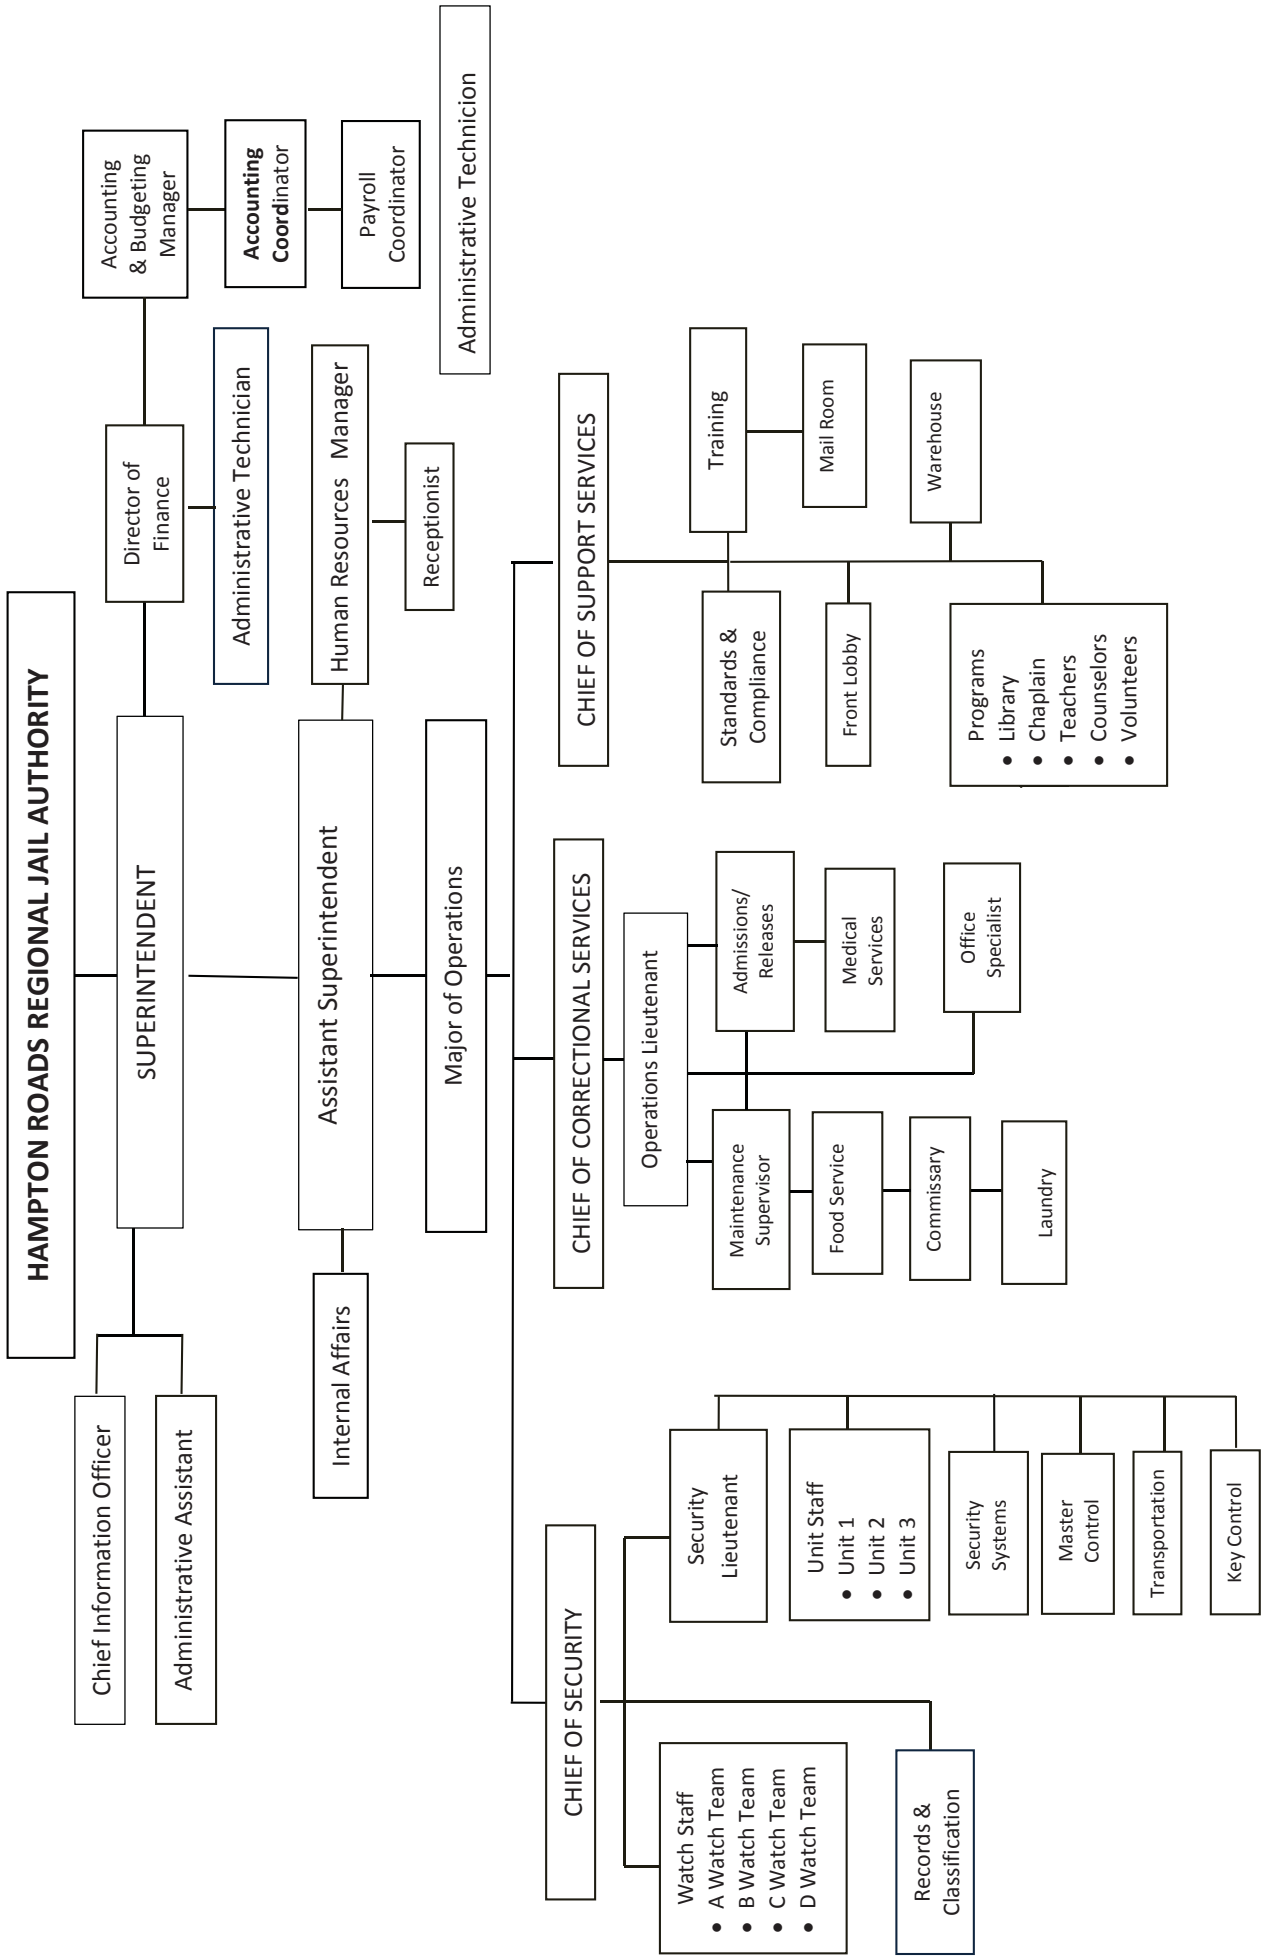 HAMPTON ROADS REGIONAL JAIL AUTHORITY
SUPERINTENDENT
Chief Information Officer
Administrative Assistant
Director of
Finance
Accounting
& Budgeting
Manager
Administrative Technician
Accounting
Coordinator
Payroll
Coordinator
Administrative Technicion
Assistant Superintendent
Internal Affairs
Human Resources Manager
Receptionist
Major of Operations
CHIEF OF SECURITY
Watch Staff
• A Watch Team
• B Watch Team
• C Watch Team
• D Watch Team
Records &
Classification
Security
Lieutenant
Unit Staff
• Unit 1
• Unit 2
• Unit 3
Security
Systems
Master
Control
Transportation
Key Control
CHIEF OF CORRECTIONAL SERVICES
Operations Lieutenant
Maintenance
Supervisor
Food Service
Commissary
Laundry
Admissions/
Releases
Medical
Services
Office
Specialist
CHIEF OF SUPPORT SERVICES
Standards &
Compliance
Training
Mail Room
Front Lobby
Warehouse
Programs
• Library
• Chaplain
• Teachers
• Counselors
• Volunteers